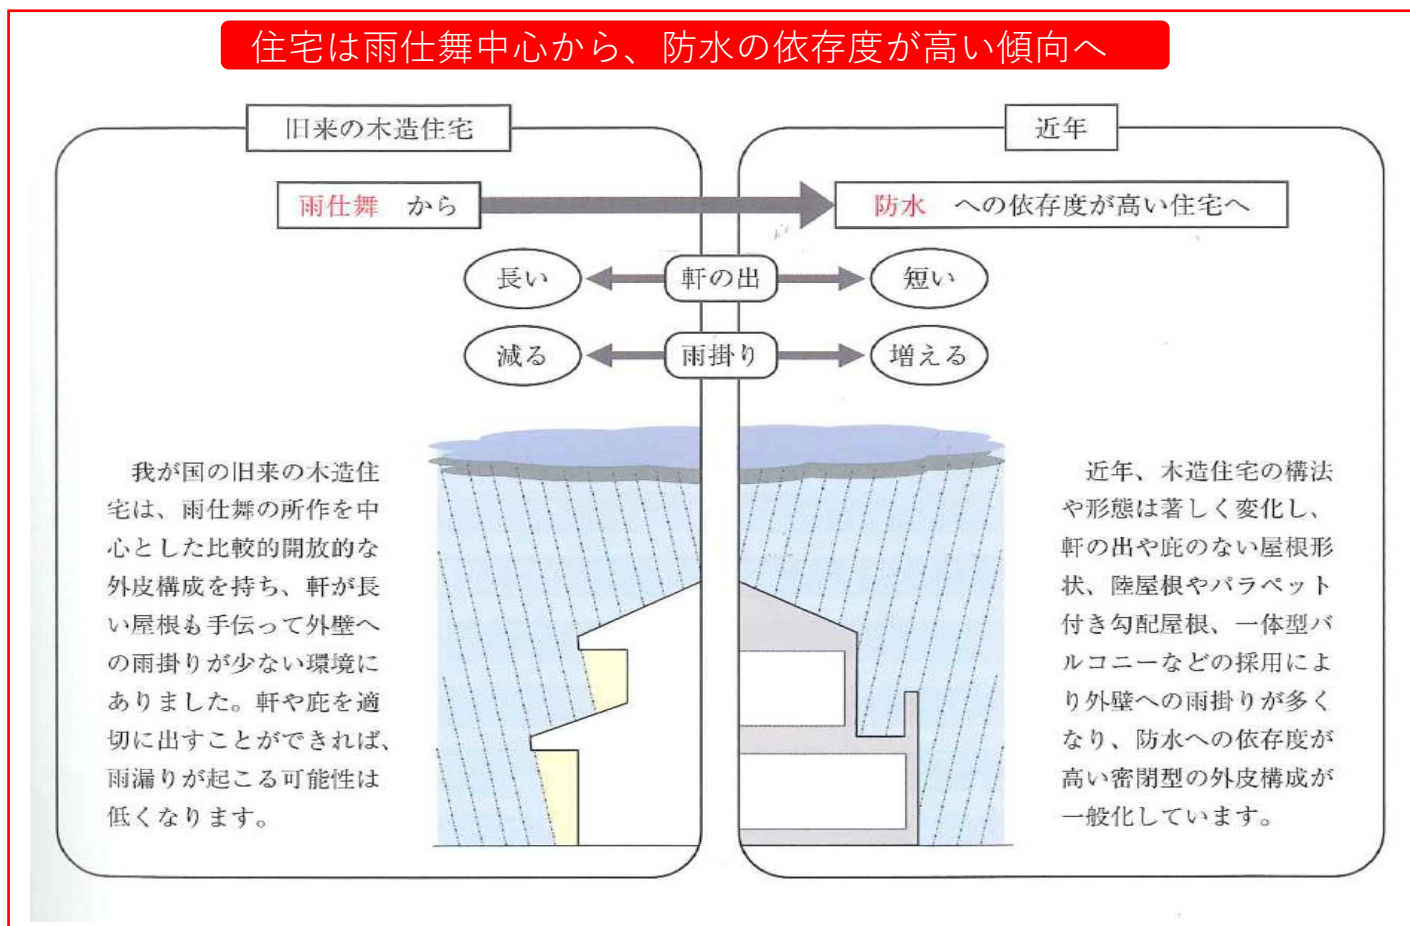 住宅は雨仕舞中心から、防水の依存度が高い傾向へ
旧来の木造住宅
近年
雨仕舞 から
防水 への依存度が高い住宅へ
長い
軒の出
短い
減る
雨掛り
増える
我が国の旧来の木造住
宅は、雨仕舞の所作を中
心とした比較的開放的な
外皮構成を持ち、軒が長
い屋根も手伝って外壁へ
の雨掛りが少ない環境に
ありました。軒や庇を適
切に出すことができれば、
雨漏りが起こる可能性は
低くなります。
近年、木造住宅の構法
や形態は著しく変化し、
軒の出や庇のない屋根形
状、陸屋根やパラペット
付き勾配屋根、一体型バ
ルコニーなどの採用によ
り外壁への雨掛りが多く
なり、防水への依存度が
高い密閉型の外皮構成が
一般化しています。